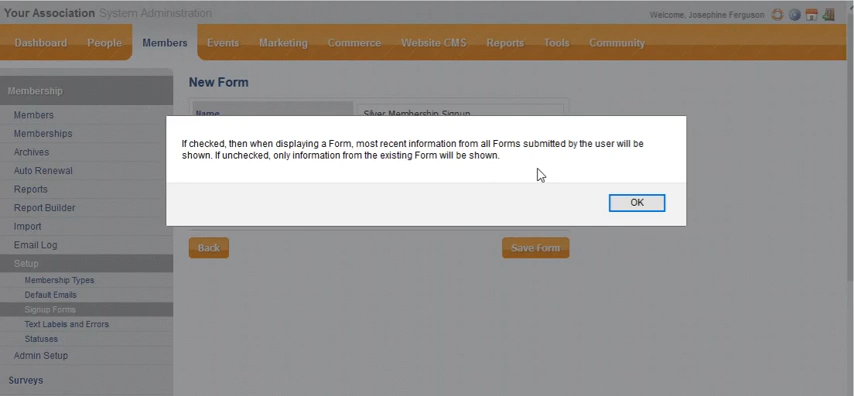 Your Association System Administration
Welcome, Josephine Ferguson
Dashboard People Members Events Marketing Commerce Website CMS Reports Tools Community
Membership
Members
Memberships
Archives
Auto Renewal
Reports
Report Builder
Import
Email Log
Setup
Membership Types
Default Emails
Signup Forms
Text Labels and Errors
Statuses
Admin Setup
Surveys
New Form
Name Silver Membership Signup
If checked, then when displaying a Form, most recent information from all Forms submitted by the user will be
shown. If unchecked, only information from the existing Form will be shown.
OK
Back Save Form